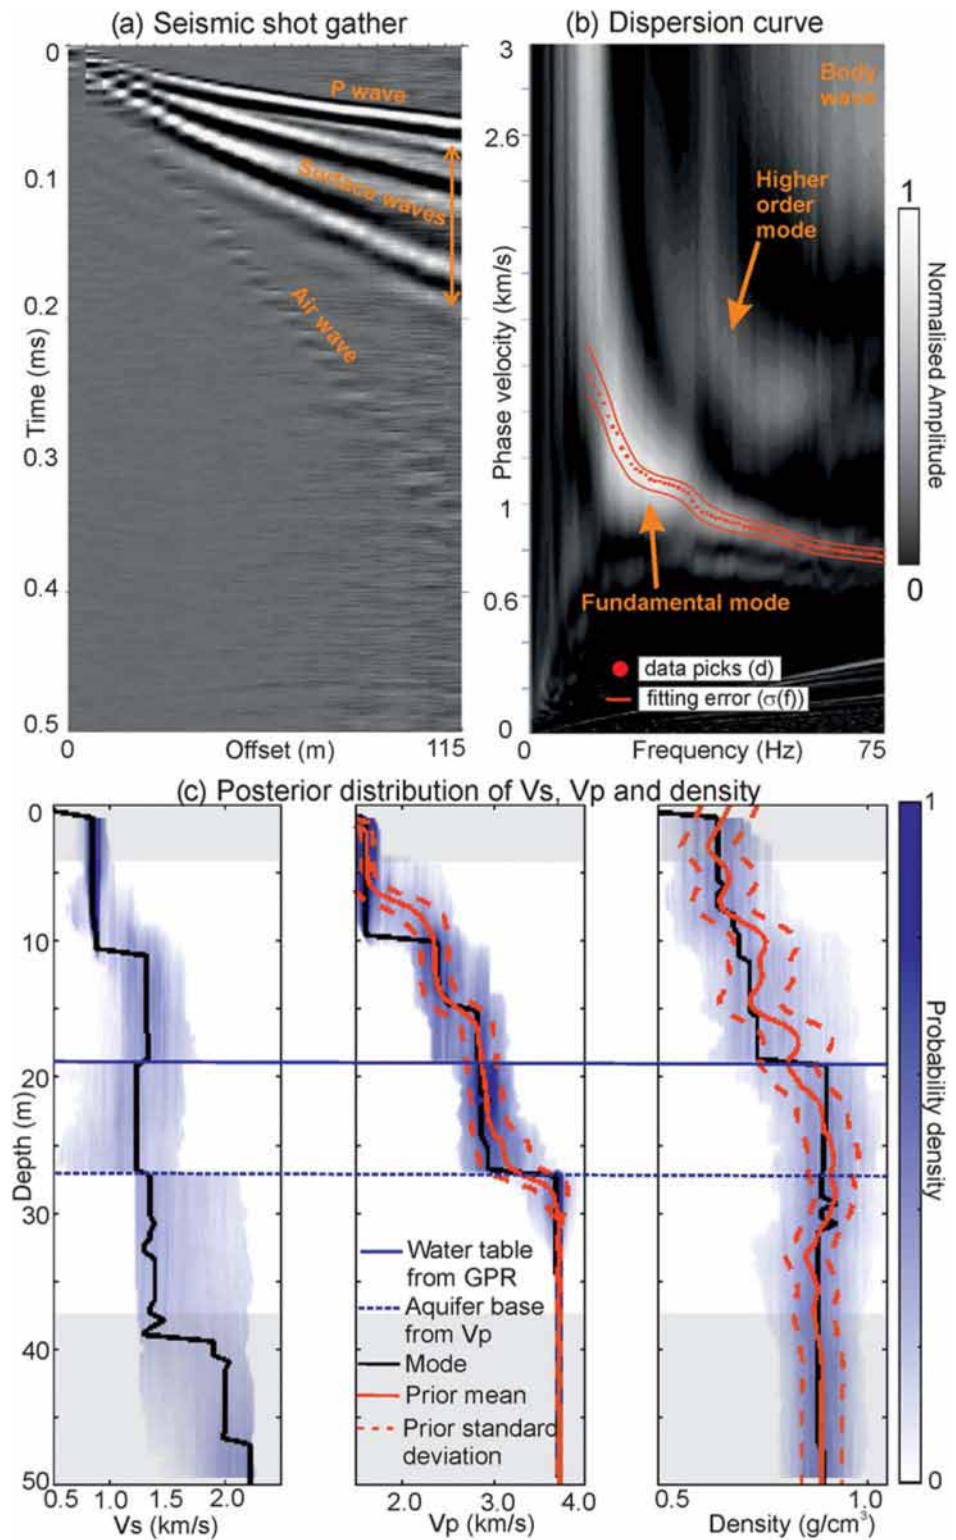 (a) Seismic shot gather
0
0.1
0.2
0.3
0.4
0.5
Time (ms)
P wave
Surface waves
Air wave
0
Offset (m)
115
(b) Dispersion curve
3
2.6
1
0.6
0
Phase velocity (km/s)
Body
wave
Higher
order
mode
Fundamental mode
data picks (d)
fitting error (σ(f))
0
Frequency (Hz)
75
1
Normalised Amplitude
0
(c) Posterior distribution of Vs, Vp and density
0
10
20
30
40
50
Depth (m)
0.5
1.0
1.5
2.0
Vs (km/s)
Water table
from GPR
Aquifer base
from Vp
Mode
Prior mean
Prior standard
deviation
2.0
3.0
4.0
Vp (km/s)
0.5
1.0
Density (g/cm³)
1
Probability density
0